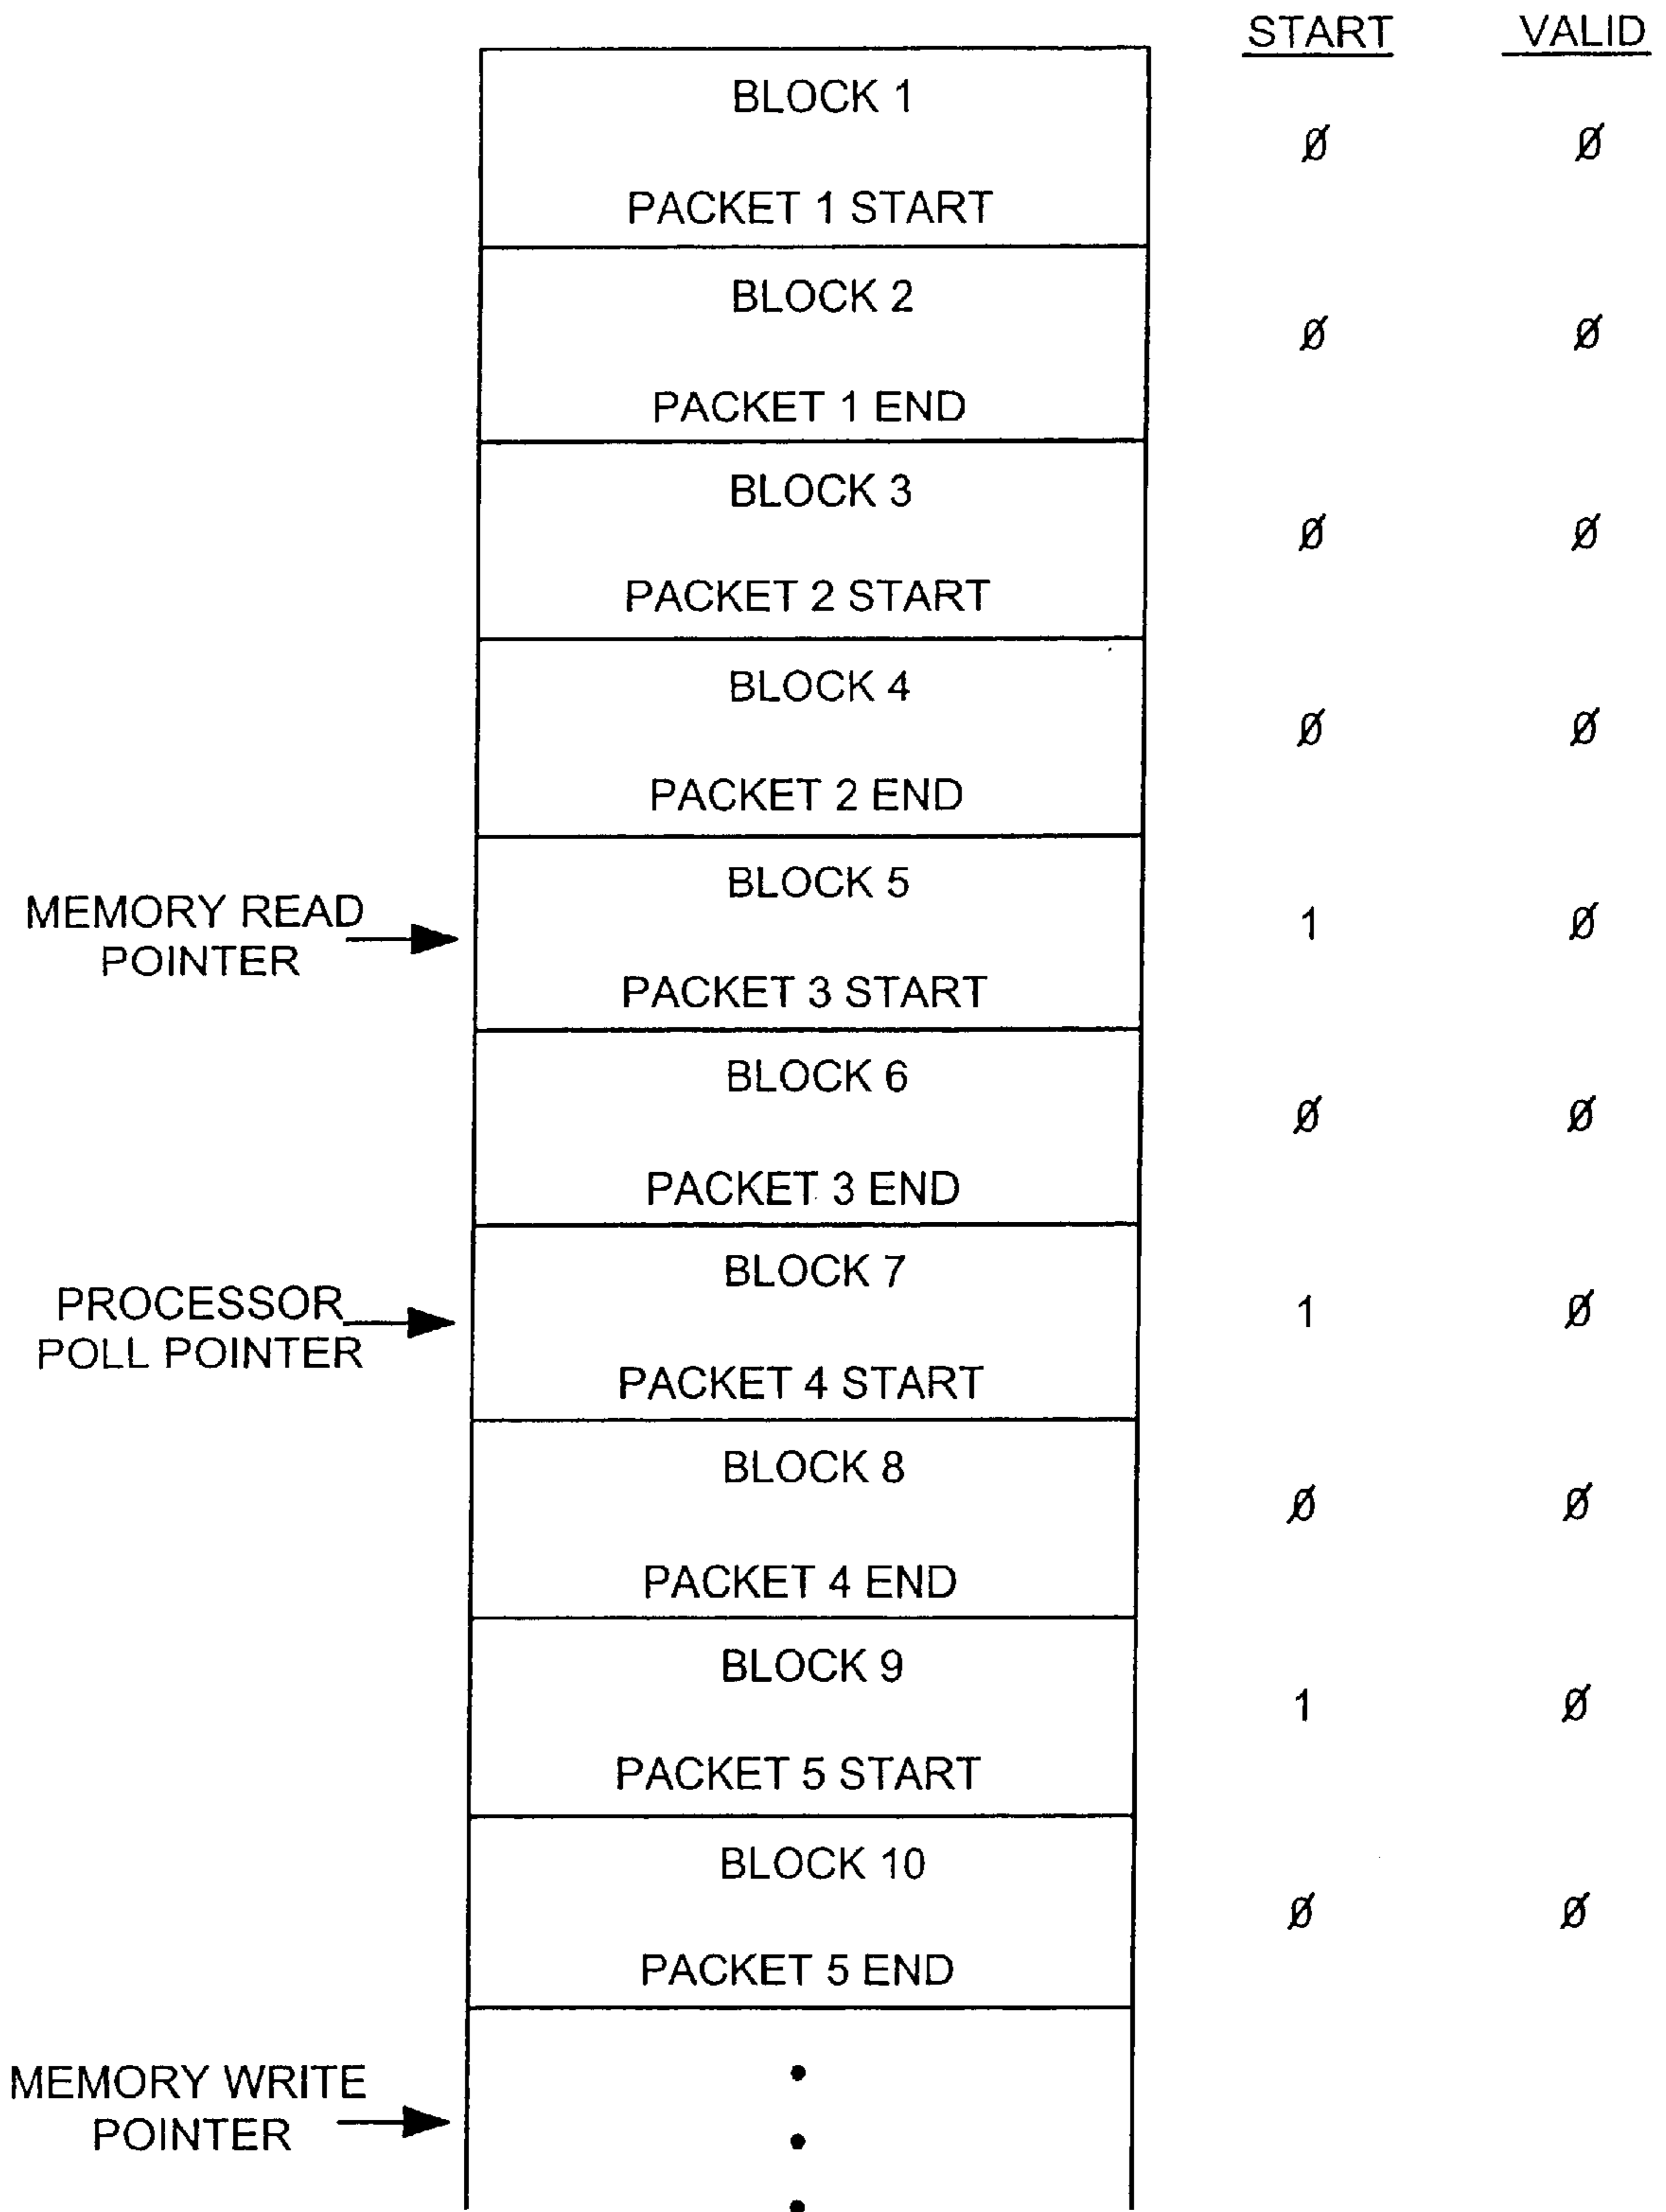 START VALID
BLOCK 1
Ø Ø
PACKET 1 START
BLOCK 2
Ø Ø
PACKET 1 END
BLOCK 3
Ø Ø
PACKET 2 START
BLOCK 4
Ø Ø
PACKET 2 END
BLOCK 5
MEMORY READ
POINTER
1 Ø
PACKET 3 START
BLOCK 6
Ø Ø
PACKET 3 END
BLOCK 7
PROCESSOR
POLL POINTER
1 Ø
PACKET 4 START
BLOCK 8
Ø Ø
PACKET 4 END
BLOCK 9
1 Ø
PACKET 5 START
BLOCK 10
Ø Ø
PACKET 5 END
MEMORY WRITE
POINTER